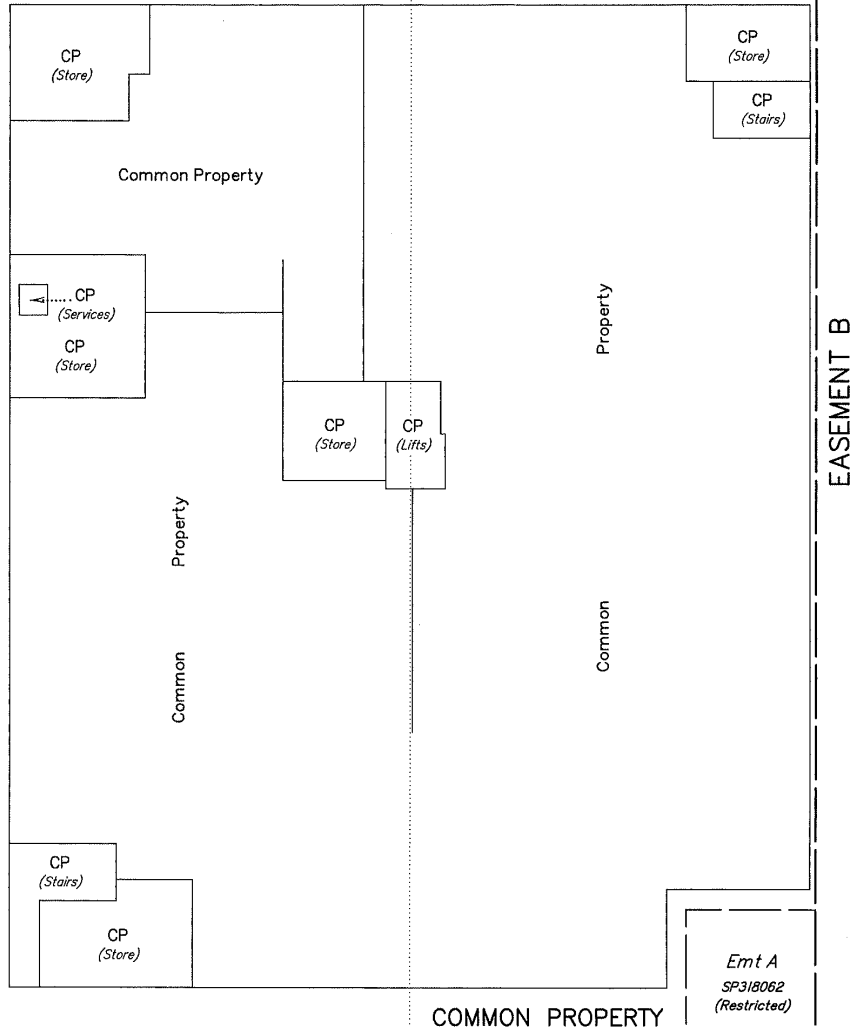 CP
(Store)
CP
(Store)
CP
(Stairs)
Common Property
CP
(Services)
CP
(Store)
Property
EASEMENT B
CP
(Store)
CP
(Lifts)
Property
Common
Common
CP
(Stairs)
CP
(Store)
Emt A
SP318062
(Restricted)
COMMON PROPERTY